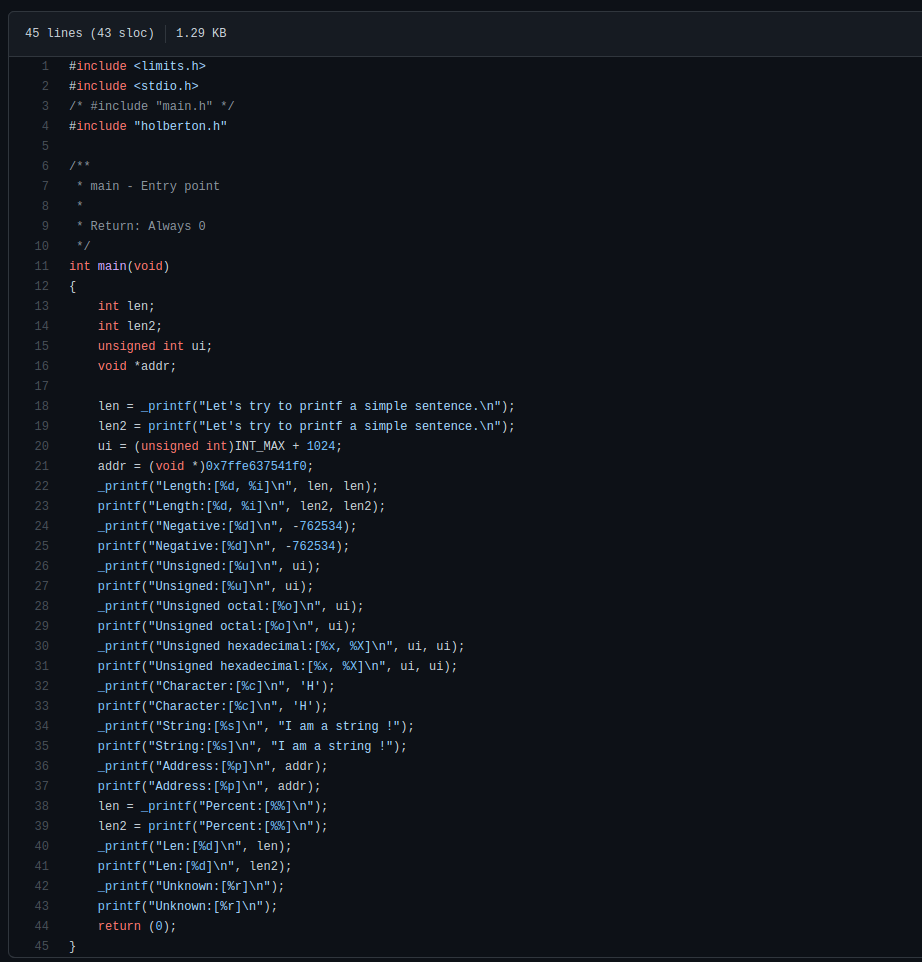 45 lines (43 sloc) 1.29 KB
1 #include <limits.h>
2 #include <stdio.h>
3 /* #include "main.h" */
4 #include "holberton.h"
5
6 /**
7  * main - Entry point
8  *
9  * Return: Always 0
10  */
11 int main(void)
12 {
13     int len;
14     int len2;
15     unsigned int ui;
16     void *addr;
17
18     len = _printf("Let's try to printf a simple sentence.\n");
19     len2 = printf("Let's try to printf a simple sentence.\n");
20     ui = (unsigned int)INT_MAX + 1024;
21     addr = (void *)0x7ffe637541f0;
22     _printf("Length:[%d, %i]\n", len, len);
23     printf("Length:[%d, %i]\n", len2, len2);
24     _printf("Negative:[%d]\n", -762534);
25     printf("Negative:[%d]\n", -762534);
26     _printf("Unsigned:[%u]\n", ui);
27     printf("Unsigned:[%u]\n", ui);
28     _printf("Unsigned octal:[%o]\n", ui);
29     printf("Unsigned octal:[%o]\n", ui);
30     _printf("Unsigned hexadecimal:[%x, %X]\n", ui, ui);
31     printf("Unsigned hexadecimal:[%x, %X]\n", ui, ui);
32     _printf("Character:[%c]\n", 'H');
33     printf("Character:[%c]\n", 'H');
34     _printf("String:[%s]\n", "I am a string !");
35     printf("String:[%s]\n", "I am a string !");
36     _printf("Address:[%p]\n", addr);
37     printf("Address:[%p]\n", addr);
38     len = _printf("Percent:[%%]\n");
39     len2 = printf("Percent:[%%]\n");
40     _printf("Len:[%d]\n", len);
41     printf("Len:[%d]\n", len2);
42     _printf("Unknown:[%r]\n");
43     printf("Unknown:[%r]\n");
44     return (0);
45 }